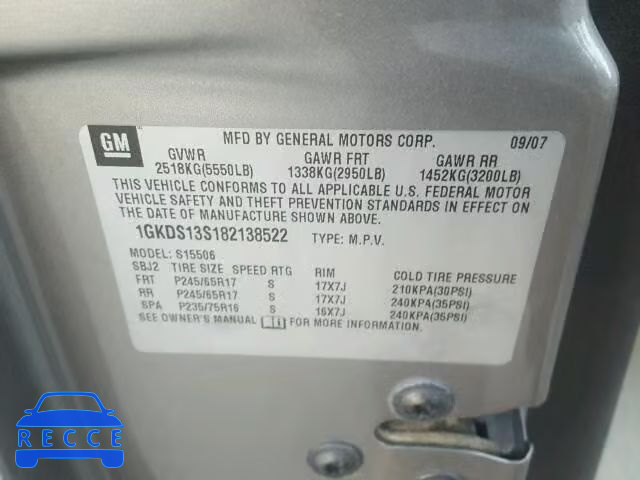 GM
MFD BY GENERAL MOTORS CORP. 09/07
GVWR GAWR FRT GAWR RR
2518KG(5550LB) 1338KG(2950LB) 1452KG(3200LB)
THIS VEHICLE CONFORMS TO ALL APPLICABLE U.S. FEDERAL MOTOR
VEHICLE SAFETY AND THEFT PREVENTION STANDARDS IN EFFECT ON
THE DATE OF MANUFACTURE SHOWN ABOVE.
1GKDS13S182138522 TYPE: M.P.V.
MODEL: S15506
SBJ2 TIRE SIZE SPEED RTG RIM COLD TIRE PRESSURE
FRT P245/65R17 S 17X7J 210KPA(30PSI)
RR P245/65R17 S 17X7J 240KPA(35PSI)
SPA P235/75R16 S 16X7J 240KPA(35PSI)
SEE OWNER'S MANUAL FOR MORE INFORMATION.
RECCE